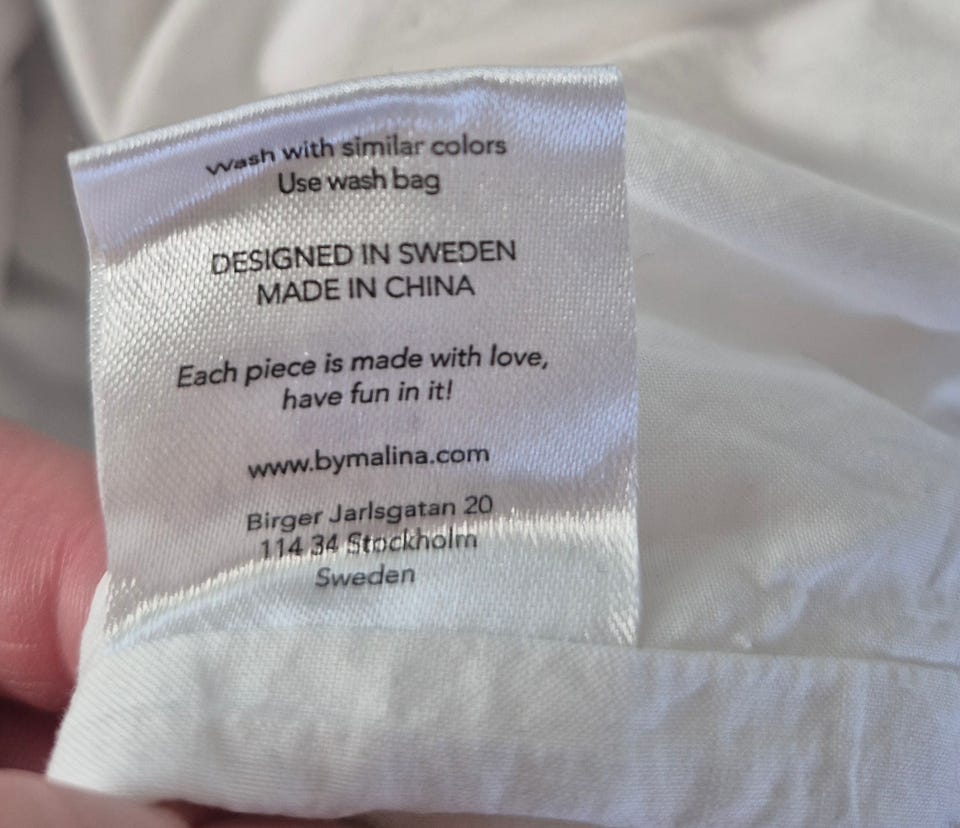 Wash with similar colors
Use wash bag
DESIGNED IN SWEDEN
MADE IN CHINA
Each piece is made with love,
have fun in it!
www.bymalina.com
Birger Jarlsgatan 20
114 34 Stockholm
Sweden